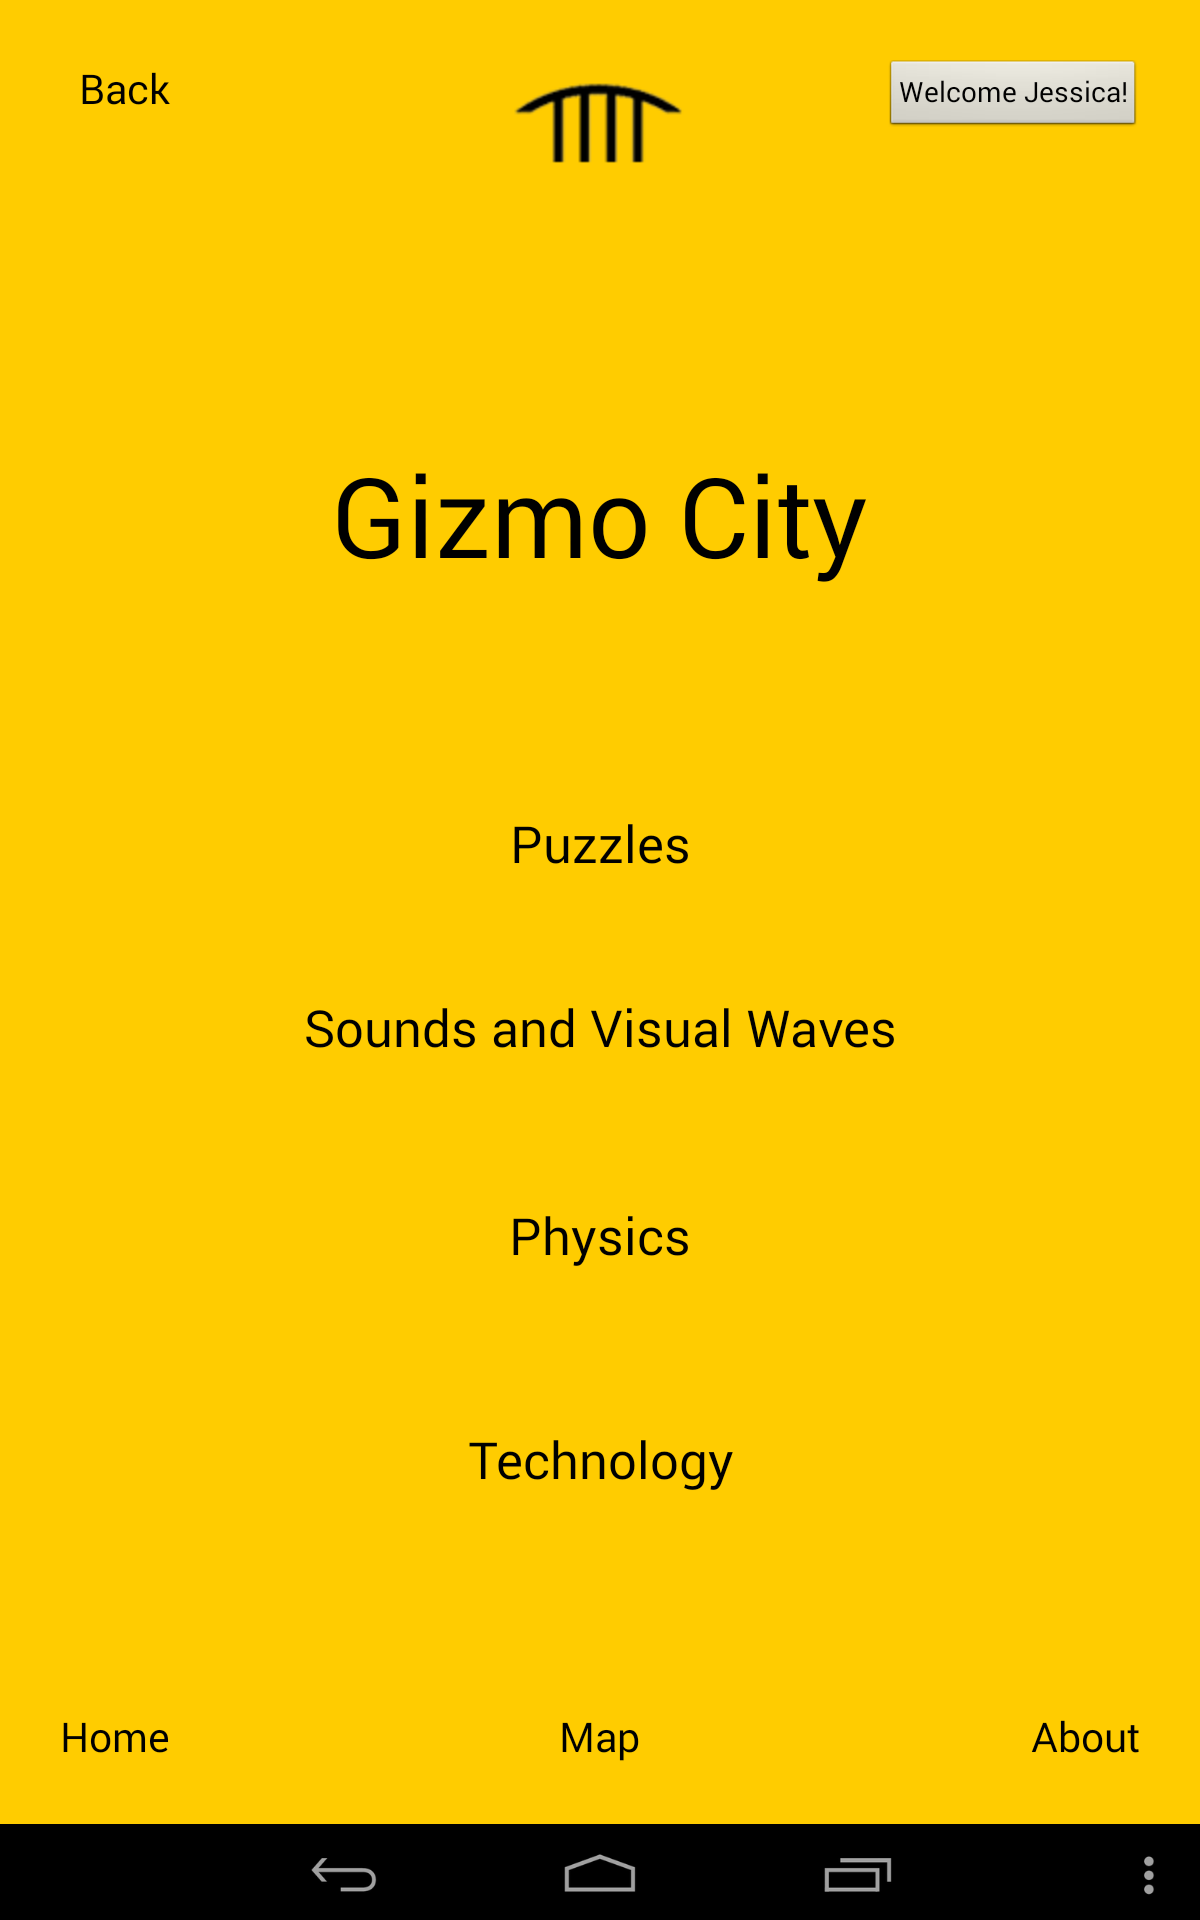 Back
Welcome Jessica!
Gizmo City
Puzzles
Sounds and Visual Waves
Physics
Technology
Home
Map
About